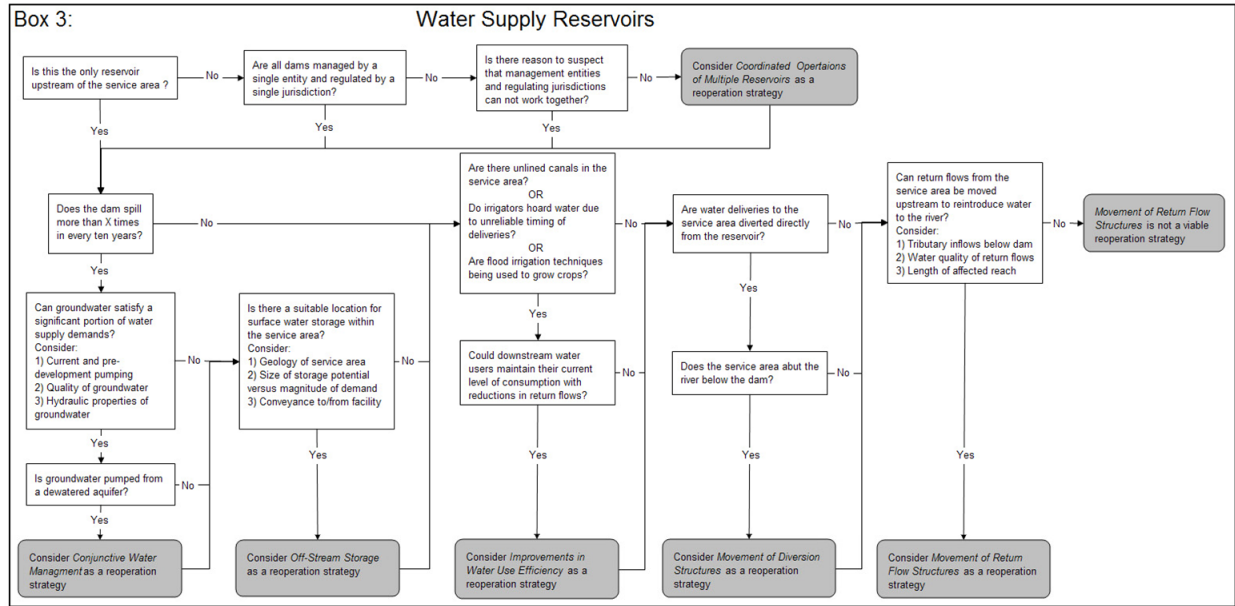 Box 3:
Water Supply Reservoirs
Is this the only reservoir
upstream of the service area ?
No
Are all dams managed by a
single entity and regulated by a
single jurisdiction?
No
Is there reason to suspect
that management entities
and regulating jurisdictions
can not work together?
No
Consider Coordinated Opertaions
of Multiple Reservoirs as a
reoperation strategy
Yes
Yes
Yes
Does the dam spill
more than X times
in every ten years?
No
Are there unlined canals in the
service area?
OR
Do irrigators hoard water due
to unreliable timing of
deliveries?
OR
Are flood irrigation techniques
being used to grow crops?
No
Are water deliveries to the
service area diverted directly
from the reservoir?
No
Can return flows from the
service area be moved
upstream to reintroduce water
to the river?
Consider:
1) Tributary inflows below dam
2) Water quality of return flows
3) Length of affected reach
No
Movement of Return Flow
Structures is not a viable
reoperation strategy
Yes
Yes
Yes
Can groundwater satisfy a
significant portion of water
supply demands?
Consider:
1) Current and pre-
development pumping
2) Quality of groundwater
3) Hydraulic properties of
groundwater
No
Is there a suitable location for
surface water storage within
the service area?
Consider:
1) Geology of service area
2) Size of storage potential
versus magnitude of demand
3) Conveyance to/from facility
No
Could downstream water
users maintain their current
level of consumption with
reductions in return flows?
No
Does the service area abut the
river below the dam?
No
Yes
Yes
Yes
Yes
Yes
Is groundwater pumped from
a dewatered aquifer?
No
Yes
Consider Conjunctive Water
Managment as a reoperation
strategy
Consider Off-Stream Storage
as a reoperation strategy
Consider Improvements in
Water Use Efficiency as a
reoperation strategy
Consider Movement of Diversion
Structures as a reoperation
strategy
Consider Movement of Return
Flow Structures as a reoperation
strategy